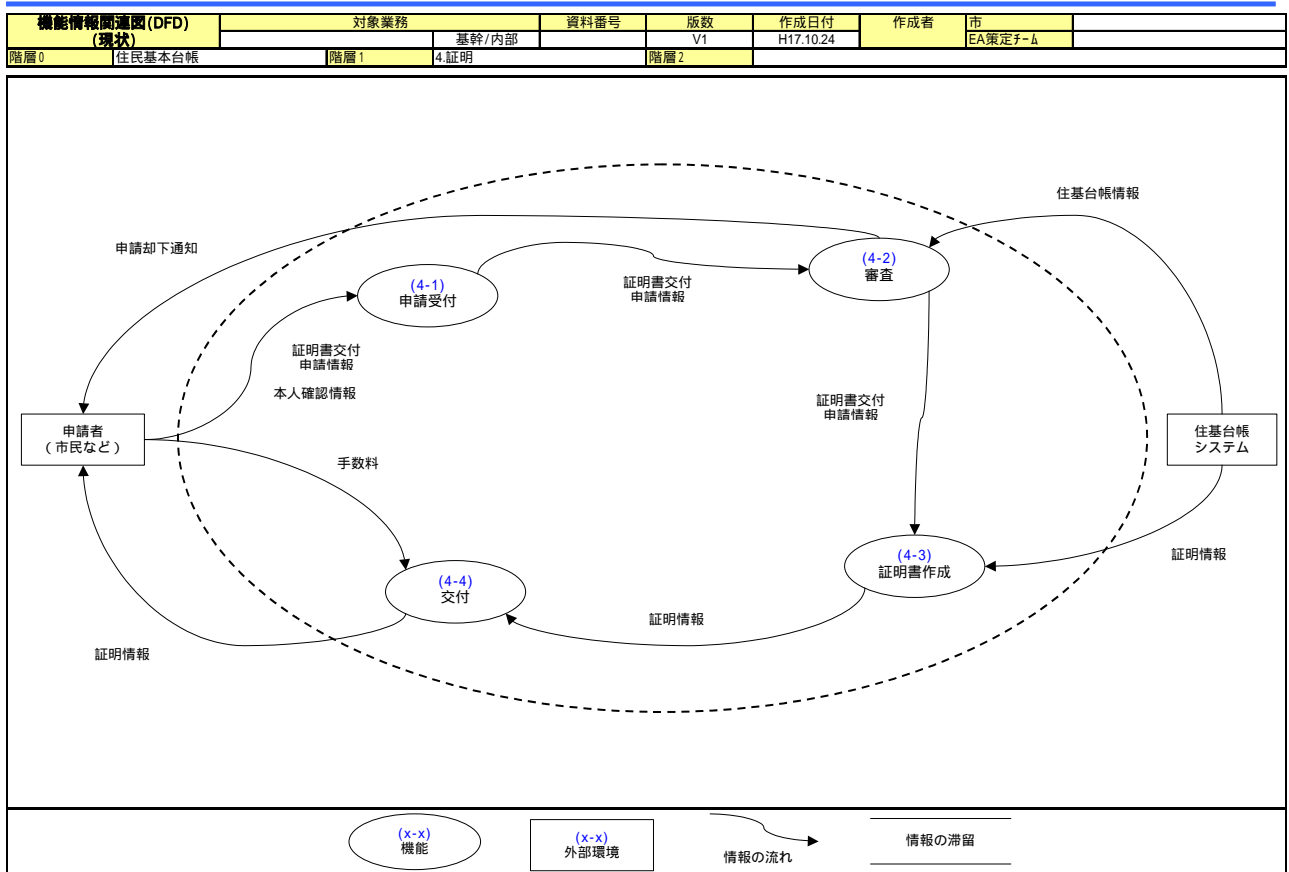 機能情報関連図(DFD)
(現状)
対象業務
資料番号
版数
作成日付
作成者
市
基幹/内部
V1
H17.10.24
EA策定チーム
階層0
住民基本台帳
階層1
4.証明
階層2
住基台帳情報
申請却下通知
(4-1)
申請受付
(4-2)
審査
証明書交付
申請情報
証明書交付
申請情報
本人確認情報
証明書交付
申請情報
申請者
(市民など)
住基台帳
システム
手数料
(4-3)
証明書作成
証明情報
(4-4)
交付
証明情報
証明情報
(x-x)
機能
(x-x)
外部環境
情報の流れ
情報の滞留